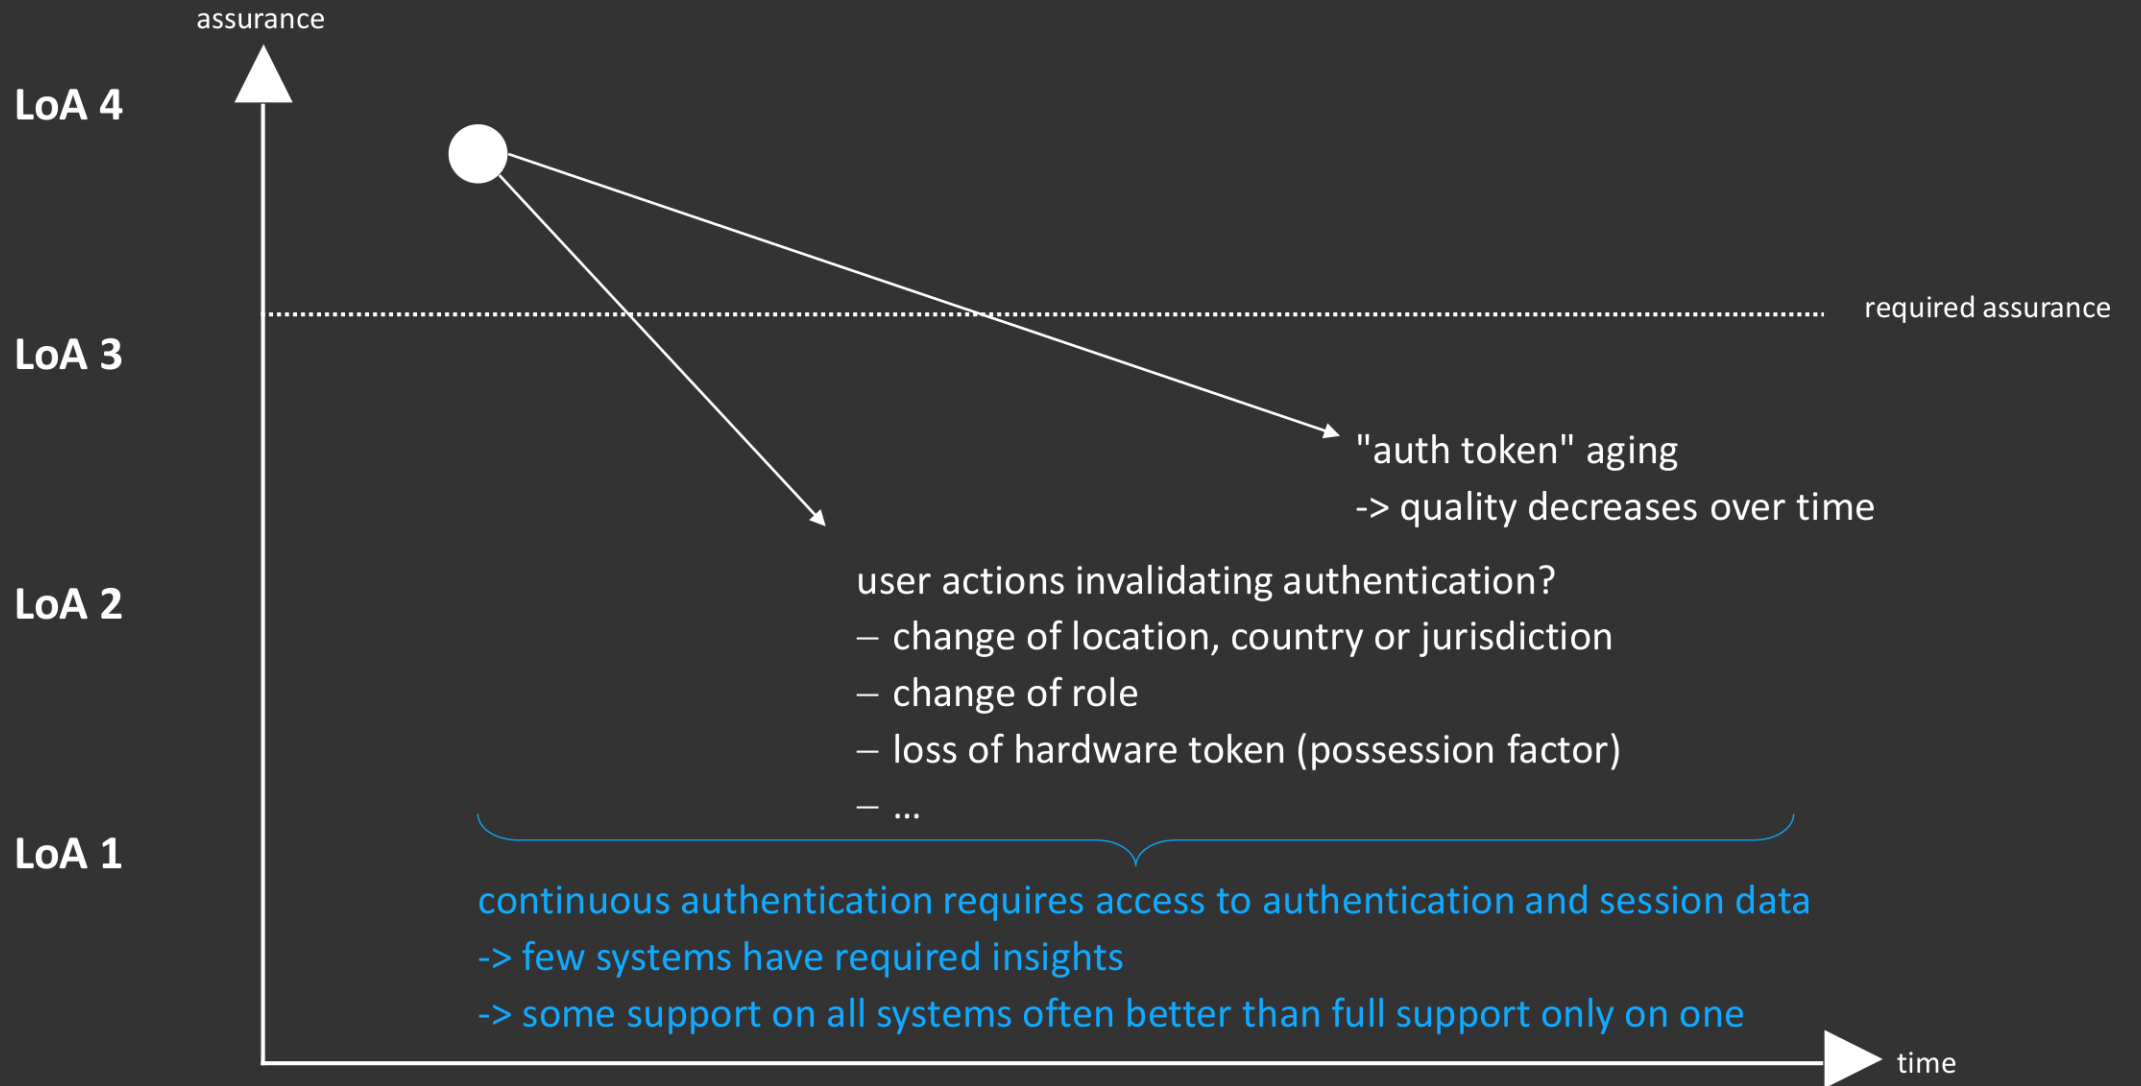 assurance
LoA 4
required assurance
LoA 3
"auth token" aging
-> quality decreases over time
user actions invalidating authentication?
LoA 2
– change of location, country or jurisdiction
– change of role
– loss of hardware token (possession factor)
– ...
LoA 1
continuous authentication requires access to authentication and session data
-> few systems have required insights
-> some support on all systems often better than full support only on one
time